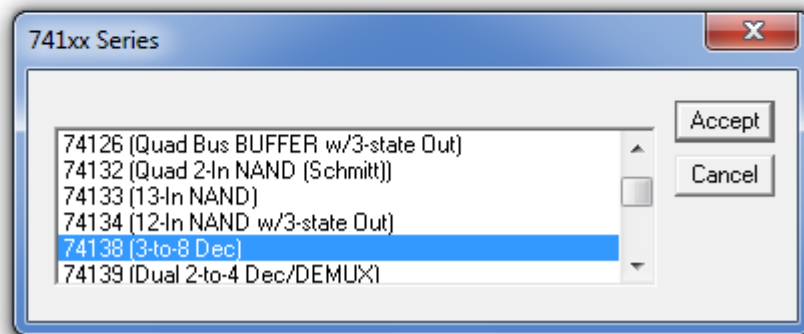 741xx Series
74126 (Quad Bus BUFFER w/3-state Out)
74132 (Quad 2-In NAND (Schmitt))
74133 (13-In NAND)
74134 (12-In NAND w/3-state Out)
74138 (3-to-8 Dec)
74139 (Dual 2-to-4 Dec/DEMUX)
Accept
Cancel